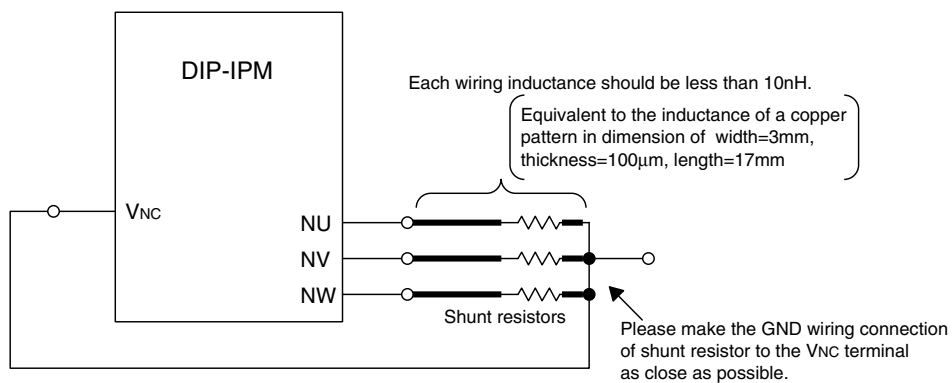 DIP-IPM
Each wiring inductance should be less than 10nH.
Equivalent to the inductance of a copper
pattern in dimension of width=3mm,
thickness=100μm, length=17mm
VNC
NU
NV
NW
Shunt resistors
Please make the GND wiring connection
of shunt resistor to the VNC terminal
as close as possible.